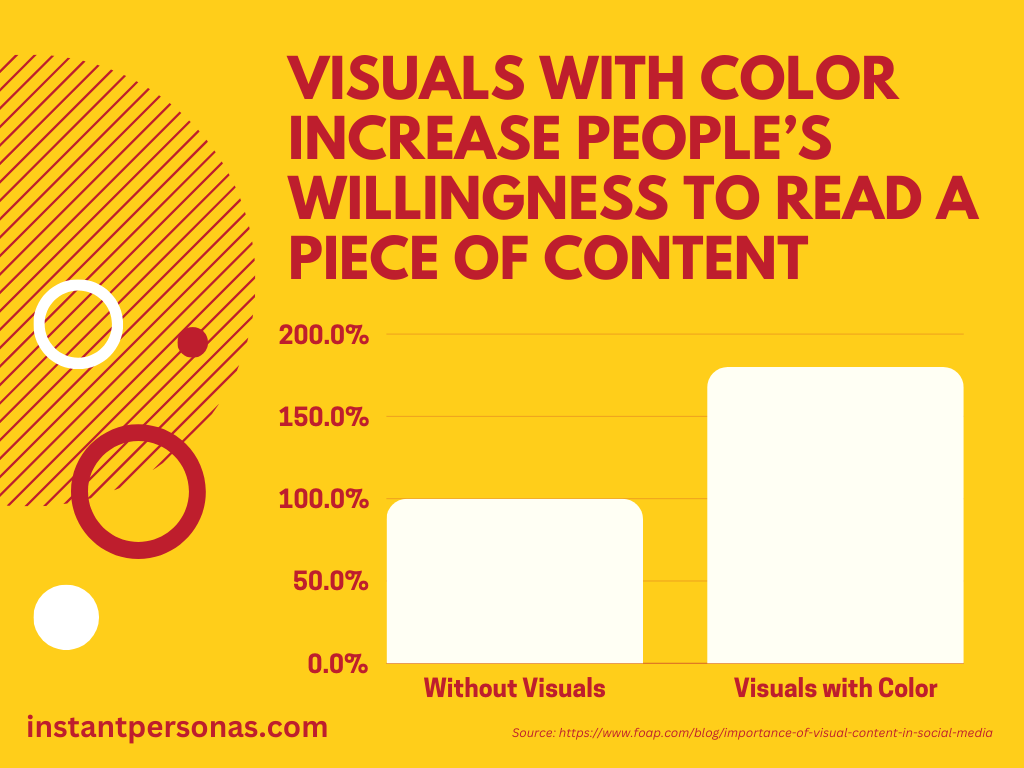 VISUALS WITH COLOR
INCREASE PEOPLE’S
WILLINGNESS TO READ A
PIECE OF CONTENT
200.0%
150.0%
100.0%
50.0%
0.0%
Without Visuals
Visuals with Color
instantpersonas.com
Source: https://www.foap.com/blog/importance-of-visual-content-in-social-media